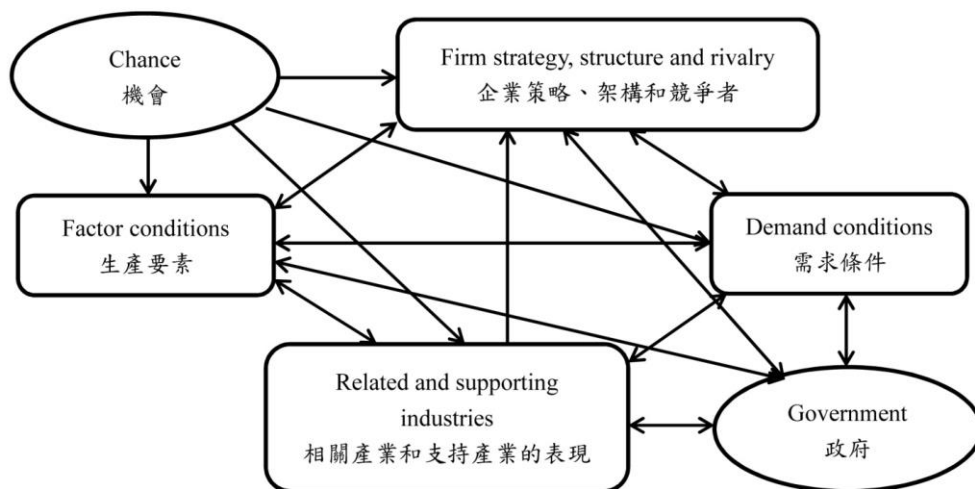 Chance
機會
Firm strategy, structure and rivalry
企業策略、架構和競爭者
Factor conditions
生產要素
Demand conditions
需求條件
Related and supporting
industries
相關產業和支持產業的表現
Government
政府